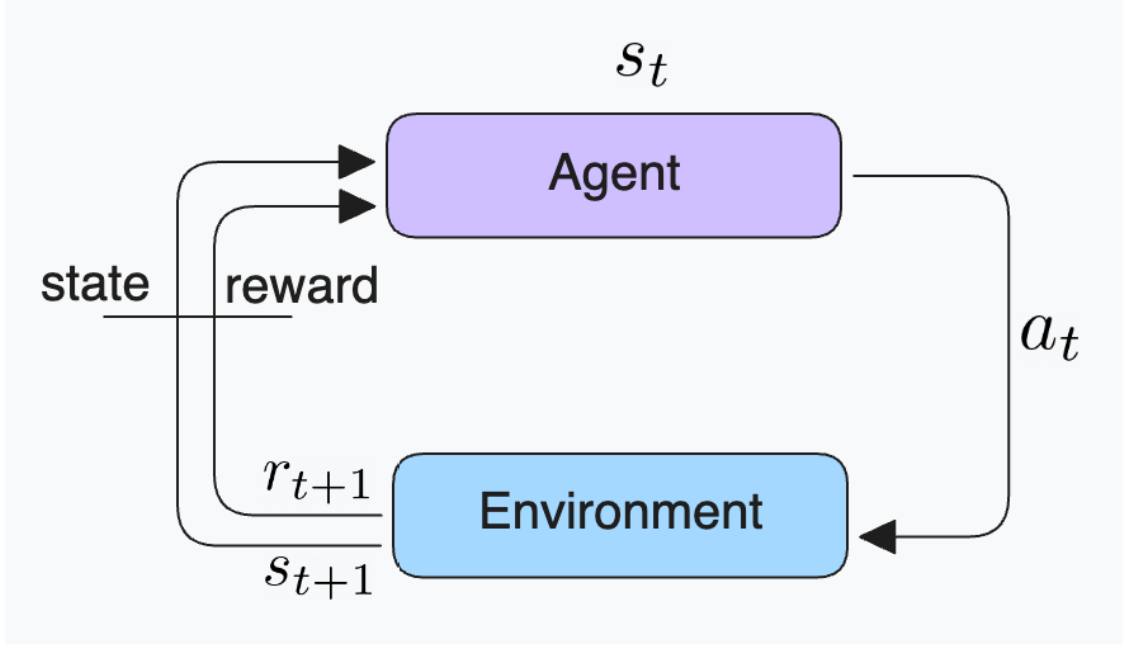 s_t
Agent
state
reward
a_t
r_{t+1}
Environment
s_{t+1}